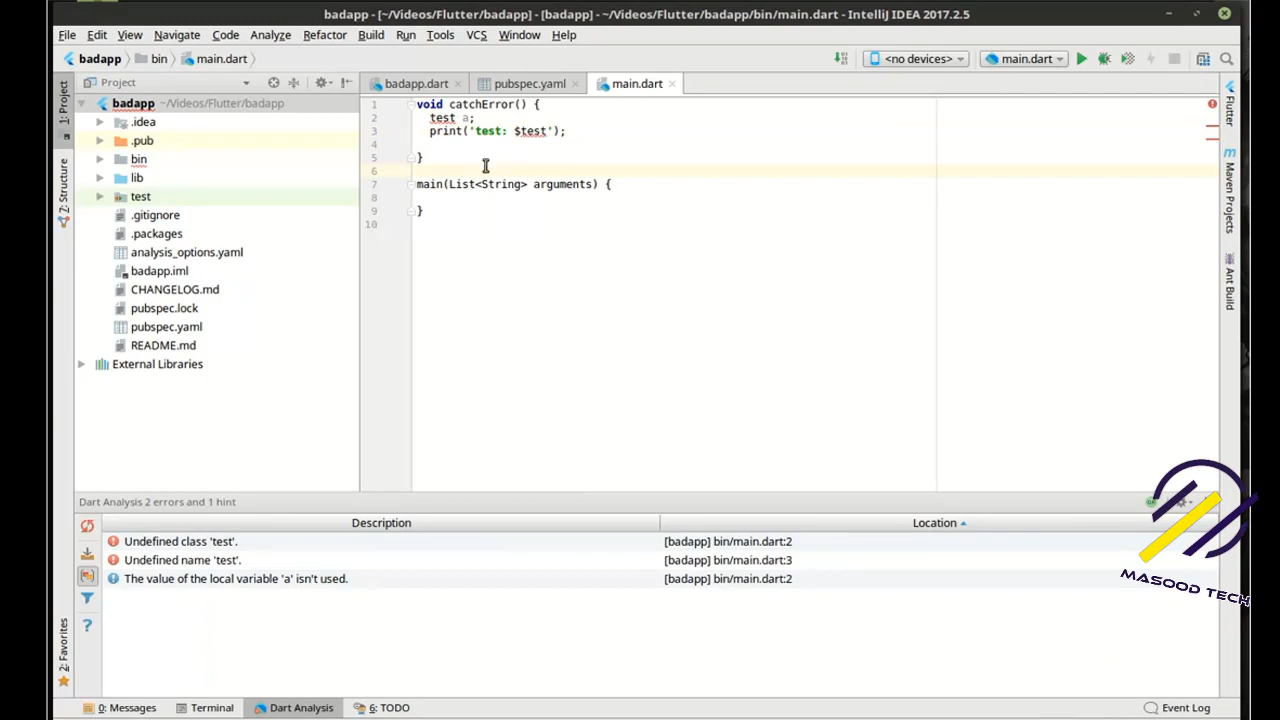 badapp - [~/Videos/Flutter/badapp] - [badapp] - ~/Videos/Flutter/badapp/bin/main.dart - IntelliJ IDEA 2017.2.5
File Edit View Navigate Code Analyze Refactor Build Run Tools VCS Window Help
badapp bin main.dart <no devices> main.dart
Project
badapp.dart pubspec.yaml main.dart
badapp ~/Videos/Flutter/badapp
.idea
.pub
bin
lib
test
.gitignore
.packages
analysis_options.yaml
badapp.iml
CHANGELOG.md
pubspec.lock
pubspec.yaml
README.md
External Libraries
1 void catchError() {
2 test a;
3 print('test: $test');
4
5 }
6
7 main(List<String> arguments) {
8
9 }
10
1: Project
7: Structure
2: Favorites
Flutter
Maven Projects
Ant Build
Dart Analysis 2 errors and 1 hint
Description Location
Undefined class 'test'. [badapp] bin/main.dart:2
Undefined name 'test'. [badapp] bin/main.dart:3
The value of the local variable 'a' isn't used. [badapp] bin/main.dart:2
MASOOD TECH
0: Messages Terminal Dart Analysis 6: TODO Event Log